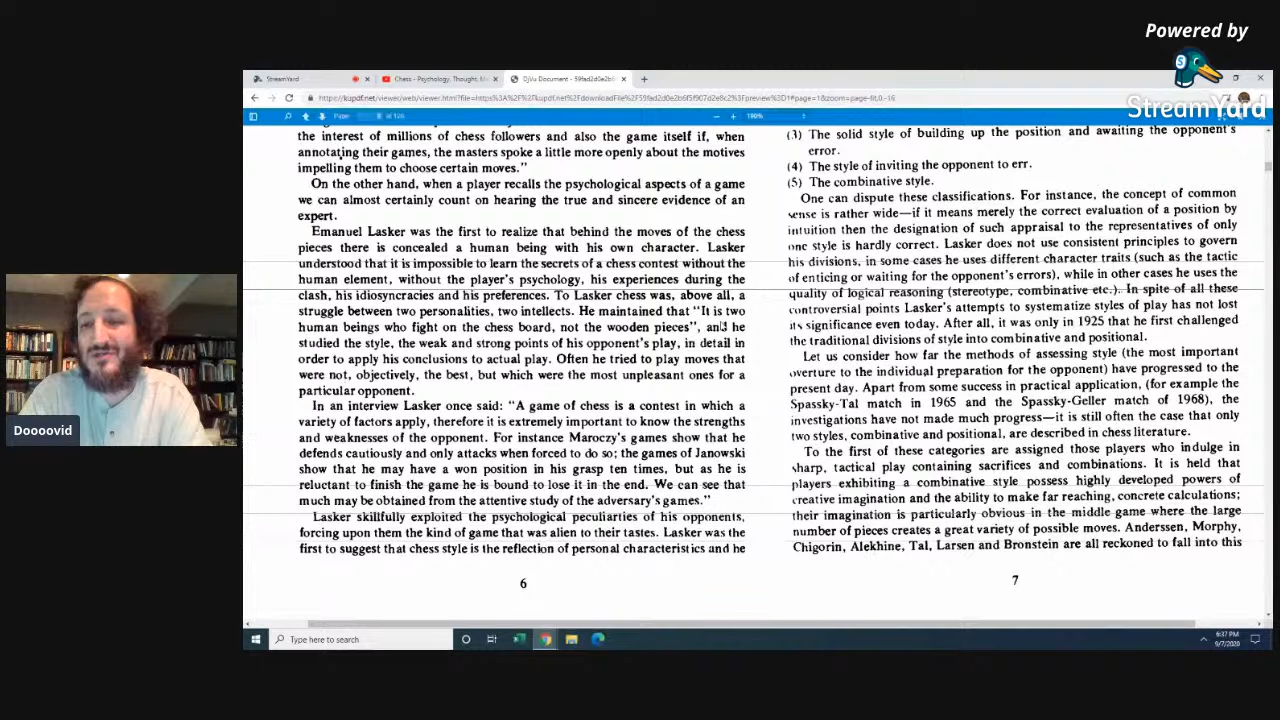 Powered by
StreamYard
StreamYard
Chess - Psychology, Thought, M
DjVu Document - 59fad2d0e2b6
Page:
of 126
180%
the interest of millions of chess followers and also the game itself if, when
annotating their games, the masters spoke a little more openly about the motives
impelling them to choose certain moves.”
On the other hand, when a player recalls the psychological aspects of a game
we can almost certainly count on hearing the true and sincere evidence of an
expert.
Emanuel Lasker was the first to realize that behind the moves of the chess
pieces there is concealed a human being with his own character. Lasker
understood that it is impossible to learn the secrets of a chess contest without the
human element, without the player's psychology, his experiences during the
clash, his idiosyncracies and his preferences. To Lasker chess was, above all, a
struggle between two personalities, two intellects. He maintained that “It is two
human beings who fight on the chess board, not the wooden pieces”, and he
studied the style, the weak and strong points of his opponent's play, in detail in
order to apply his conclusions to actual play. Often he tried to play moves that
were not, objectively, the best, but which were the most unpleasant ones for a
particular opponent.
In an interview Lasker once said: “A game of chess is a contest in which a
variety of factors apply, therefore it is extremely important to know the strengths
and weaknesses of the opponent. For instance Maroczy's games show that he
defends cautiously and only attacks when forced to do so; the games of Janowski
show that he may have a won position in his grasp ten times, but as he is
reluctant to finish the game he is bound to lose it in the end. We can see that
much may be obtained from the attentive study of the adversary's games.”
Lasker skillfully exploited the psychological peculiarties of his opponents,
forcing upon them the kind of game that was alien to their tastes. Lasker was the
first to suggest that chess style is the reflection of personal characteristics and he
6
(3) The solid style of building up the position and awaiting the opponent's
error.
(4) The style of inviting the opponent to err.
(5) The combinative style.
One can dispute these classifications. For instance, the concept of common
sense is rather wide—if it means merely the correct evaluation of a position by
intuition then the designation of such appraisal to the representatives of only
one style is hardly correct. Lasker does not use consistent principles to govern
his divisions, in some cases he uses different character traits (such as the tactic
of enticing or waiting for the opponent's errors), while in other cases he uses the
quality of logical reasoning (stereotype, combinative etc.). In spite of all these
controversial points Lasker's attempts to systematize styles of play has not lost
its significance even today. After all, it was only in 1925 that he first challenged
the traditional divisions of style into combinative and positional.
Let us consider how far the methods of assessing style (the most important
overture to the individual preparation for the opponent) have progressed to the
present day. Apart from some success in practical application, (for example the
Spassky-Tal match in 1965 and the Spassky-Geller match of 1968), the
investigations have not made much progress—it is still often the case that only
two styles, combinative and positional, are described in chess literature.
To the first of these categories are assigned those players who indulge in
sharp, tactical play containing sacrifices and combinations. It is held that
players exhibiting a combinative style possess highly developed powers of
creative imagination and the ability to make far reaching, concrete calculations;
their imagination is particularly obvious in the middle game where the large
number of pieces creates a great variety of possible moves. Anderssen, Morphy,
Chigorin, Alekhine, Tal, Larsen and Bronstein are all reckoned to fall into this
7
Doooovid
Type here to search
6:37 PM
9/7/2020